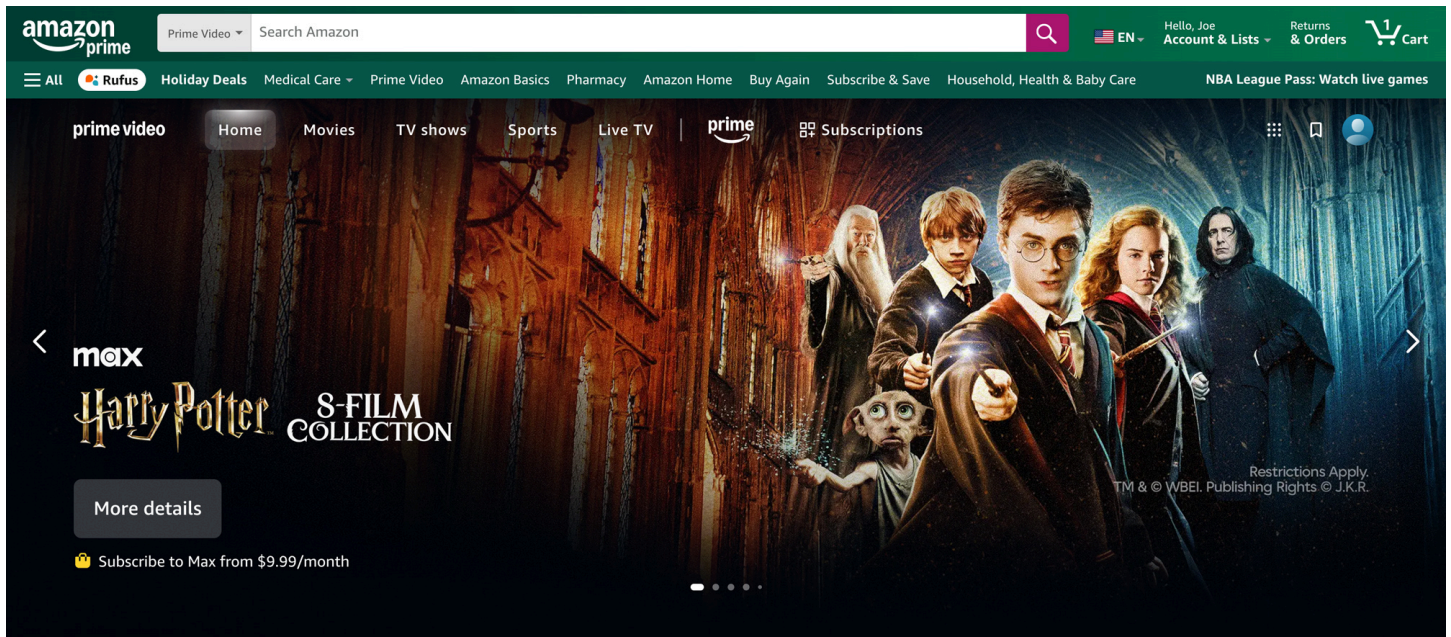 amazon prime
Prime Video
Search Amazon
EN
Hello, Joe
Account & Lists
Returns
& Orders
1
Cart
All
Rufus
Holiday Deals
Medical Care
Prime Video
Amazon Basics
Pharmacy
Amazon Home
Buy Again
Subscribe & Save
Household, Health & Baby Care
NBA League Pass: Watch live games
prime video
Home
Movies
TV shows
Sports
Live TV
prime
Subscriptions
max
Harry Potter™
8-FILM
COLLECTION
Restrictions Apply.
TM & © WBEI. Publishing Rights © J.K.R.
More details
Subscribe to Max from $9.99/month